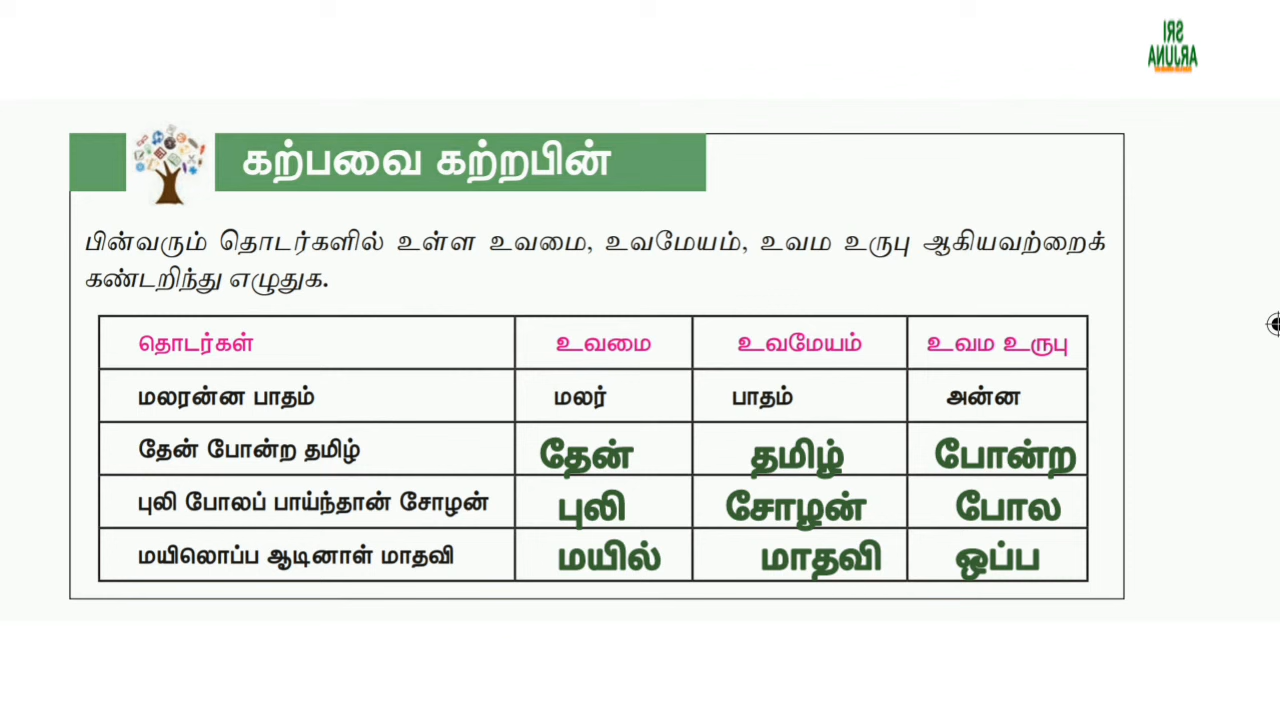 SRI
ARJUNA
கற்பவை கற்றபின்
பின்வரும் தொடர்களில் உள்ள உவமை, உவமேயம், உவம உருபு ஆகியவற்றைக்
கண்டறிந்து எழுதுக.
தொடர்கள் உவமை உவமேயம் உவம உருபு
மலரன்ன பாதம் மலர் பாதம் அன்ன
தேன் போன்ற தமிழ் தேன் தமிழ் போன்ற
புலி போலப் பாய்ந்தான் சோழன் புலி சோழன் போல
மயிலொப்ப ஆடினாள் மாதவி மயில் மாதவி ஒப்ப